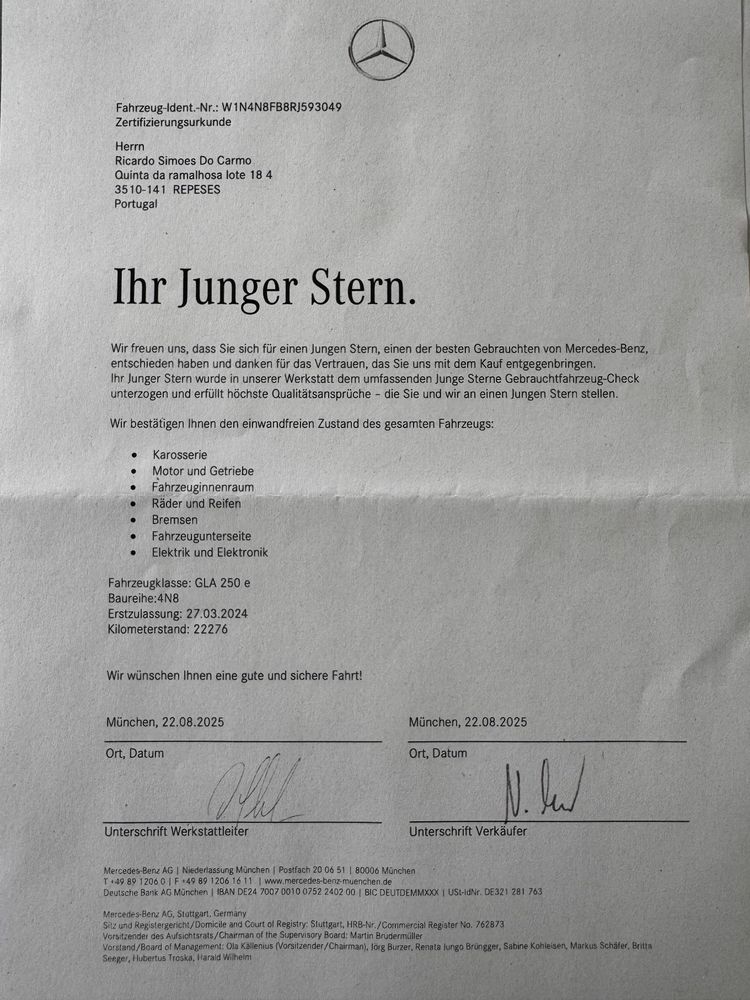 Fahrzeug-Ident.-Nr.: W1N4N8FB8RJ593049
Zertifizierungsurkunde
Herrn
Ricardo Simoes Do Carmo
Quinta da ramalhosa lote 18 4
3510-141 REPESES
Portugal
Ihr Junger Stern.
Wir freuen uns, dass Sie sich für einen Jungen Stern, einen der besten Gebrauchten von Mercedes-Benz,
entschieden haben und danken für das Vertrauen, das Sie uns mit dem Kauf entgegenbringen.
Ihr Junger Stern wurde in unserer Werkstatt dem umfassenden Junge Sterne Gebrauchtfahrzeug-Check
unterzogen und erfüllt höchste Qualitätsansprüche – die Sie und wir an einen Jungen Stern stellen.
Wir bestätigen Ihnen den einwandfreien Zustand des gesamten Fahrzeugs:
• Karosserie
• Motor und Getriebe
• Fahrzeuginnenraum
• Räder und Reifen
• Bremsen
• Fahrzeugunterseite
• Elektrik und Elektronik
Fahrzeugklasse: GLA 250 e
Baureihe:4N8
Erstzulassung: 27.03.2024
Kilometerstand: 22276
Wir wünschen Ihnen eine gute und sichere Fahrt!
München, 22.08.2025 München, 22.08.2025
Ort, Datum Ort, Datum
Unterschrift Werkstattleiter Unterschrift Verkäufer
Mercedes-Benz AG | Niederlassung München | Postfach 20 06 51 | 80006 München
T +49 89 1206 0 | F +49 89 1206 16 11 | www.mercedes-benz-muenchen.de
Deutsche Bank AG München | IBAN DE24 7007 0010 0752 2402 00 | BIC DEUTDEMMXXX | USt-IdNr. DE321 281 763
Mercedes-Benz AG, Stuttgart, Germany
Sitz und Registergericht/Domicile and Court of Registry: Stuttgart, HRB-Nr./Commercial Register No. 762873
Vorsitzender des Aufsichtsrats/Chairman of the Supervisory Board: Martin Brudermüller
Vorstand/Board of Management: Ola Källenius (Vorsitzender/Chairman), Jörg Burzer, Renata Jungo Brüngger, Sabine Kohleisen, Markus Schäfer, Britta
Seeger, Hubertus Troska, Harald Wilhelm